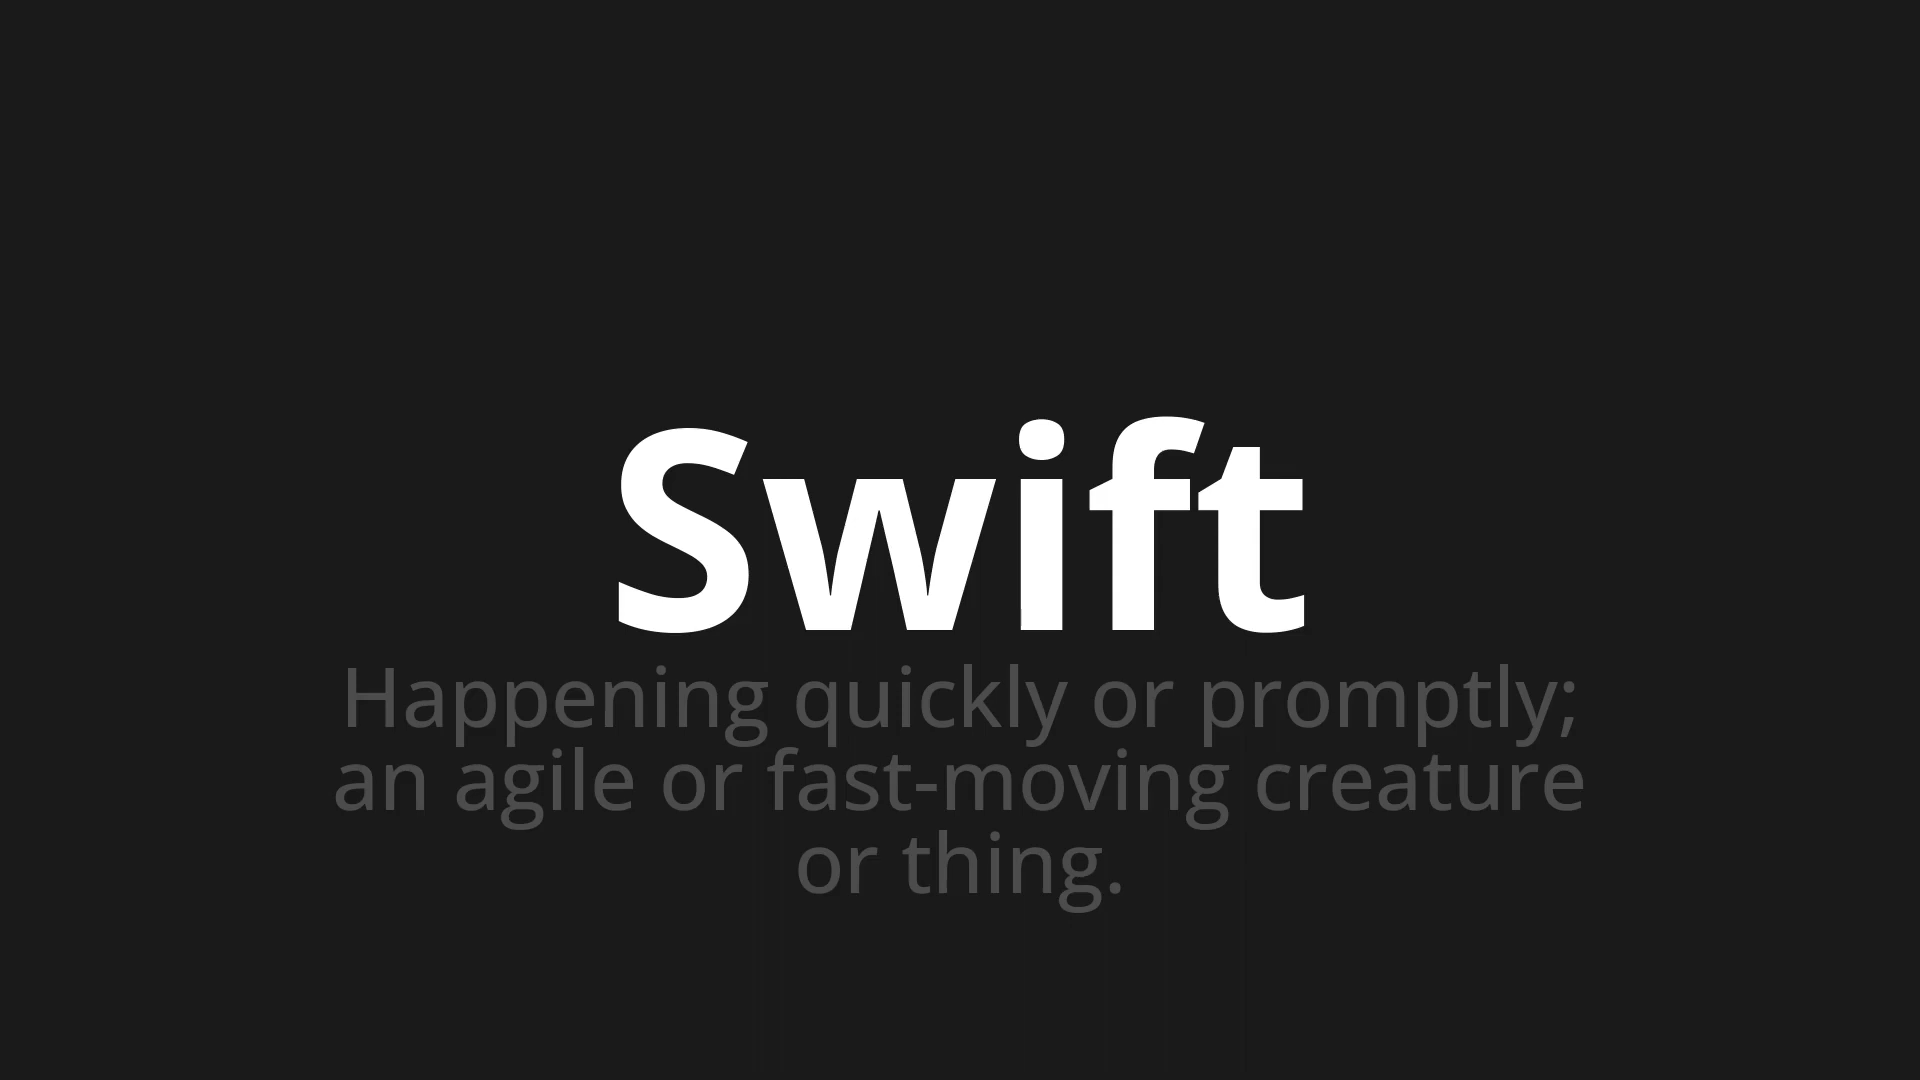 Swift
Happening quickly or promptly;
an agile or fast-moving creature
or thing.